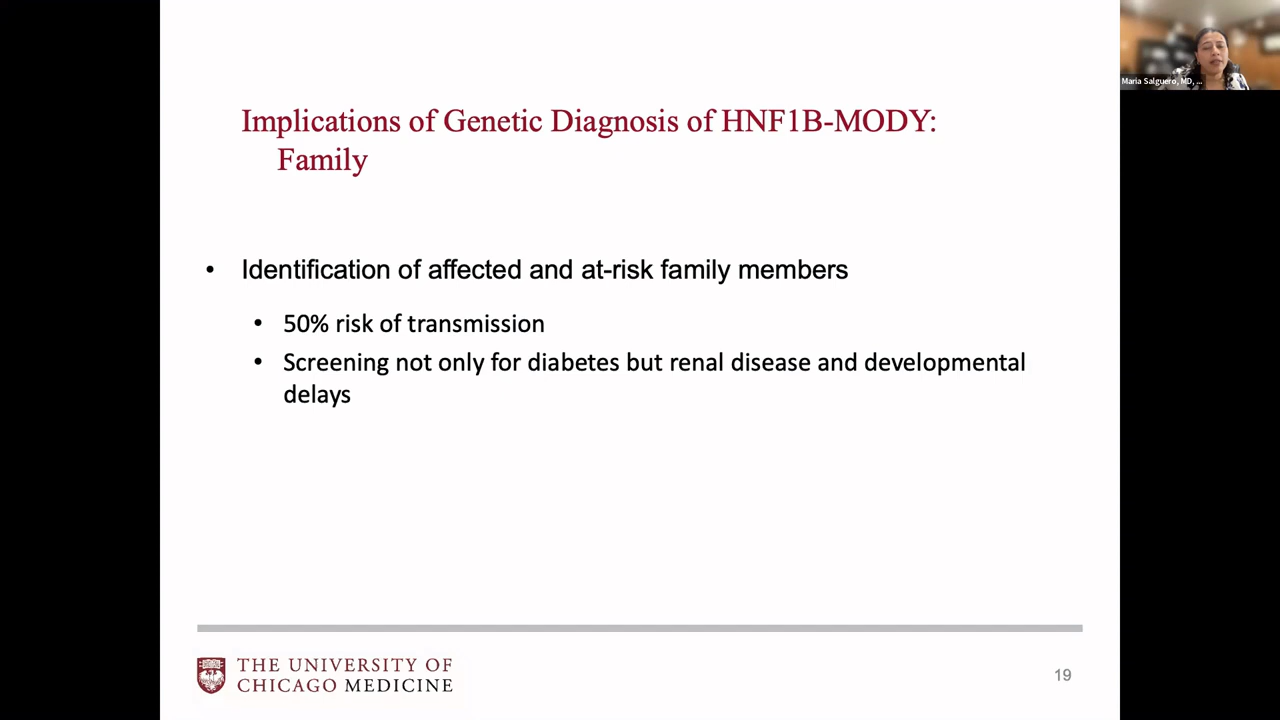 Maria Salguero, MD, ...
Implications of Genetic Diagnosis of HNF1B-MODY:
Family
• Identification of affected and at-risk family members
• 50% risk of transmission
• Screening not only for diabetes but renal disease and developmental
delays
THE UNIVERSITY OF
CHICAGO MEDICINE
19